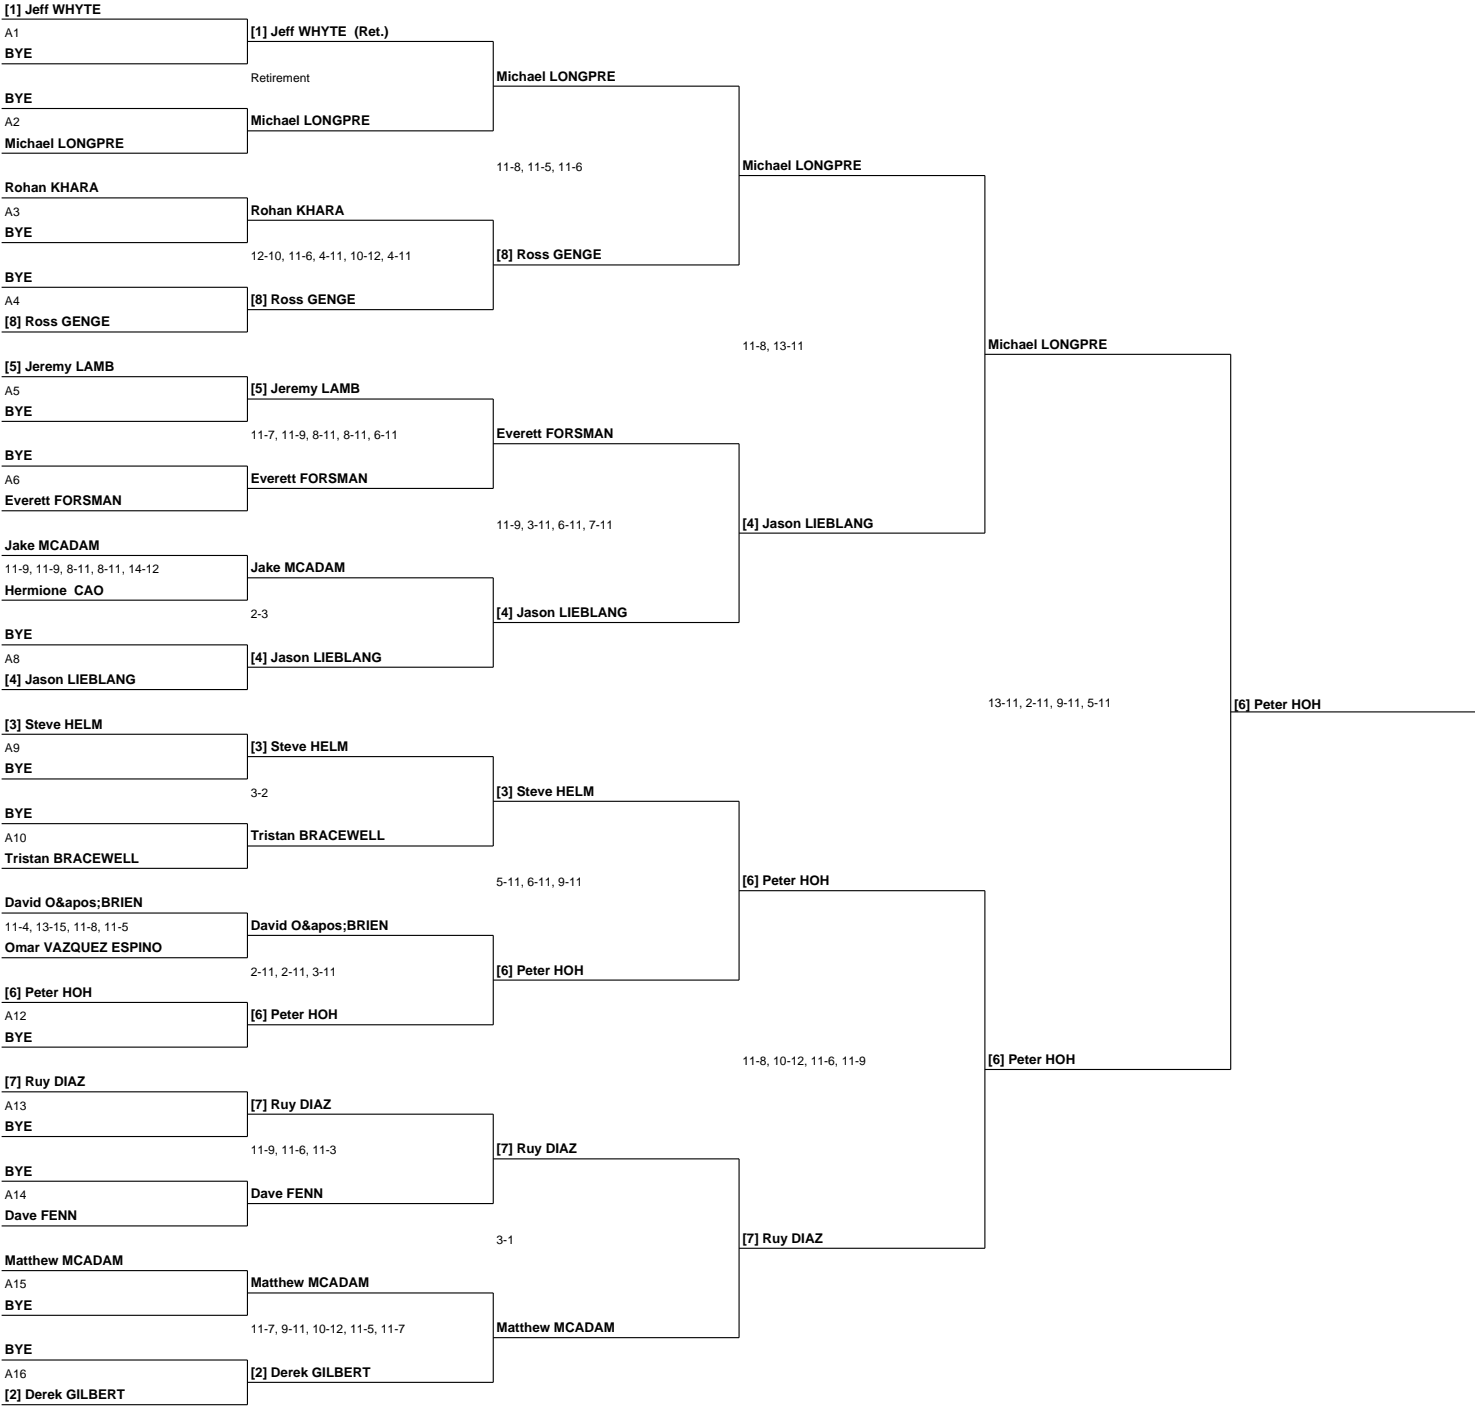 [1] Jeff WHYTE
A1
BYE
BYE
A2
Michael LONGPRE
Rohan KHARA
A3
BYE
BYE
A4
[8] Ross GENGE
[5] Jeremy LAMB
A5
BYE
BYE
A6
Everett FORSMAN
Jake MCADAM
11-9, 11-9, 8-11, 8-11, 14-12
Hermione  CAO
BYE
A8
[4] Jason LIEBLANG
[3] Steve HELM
A9
BYE
BYE
A10
Tristan BRACEWELL
David O&apos;BRIEN
11-4, 13-15, 11-8, 11-5
Omar VAZQUEZ ESPINO
[6] Peter HOH
A12
BYE
[7] Ruy DIAZ
A13
BYE
BYE
A14
Dave FENN
Matthew MCADAM
A15
BYE
BYE
A16
[2] Derek GILBERT
[1] Jeff WHYTE  (Ret.)
Retirement
Michael LONGPRE
Rohan KHARA
12-10, 11-6, 4-11, 10-12, 4-11
[8] Ross GENGE
[5] Jeremy LAMB
11-7, 11-9, 8-11, 8-11, 6-11
Everett FORSMAN
Jake MCADAM
2-3
[4] Jason LIEBLANG
[3] Steve HELM
3-2
Tristan BRACEWELL
David O&apos;BRIEN
2-11, 2-11, 3-11
[6] Peter HOH
[7] Ruy DIAZ
11-9, 11-6, 11-3
Dave FENN
Matthew MCADAM
11-7, 9-11, 10-12, 11-5, 11-7
[2] Derek GILBERT
Michael LONGPRE
11-8, 11-5, 11-6
[8] Ross GENGE
Everett FORSMAN
11-9, 3-11, 6-11, 7-11
[4] Jason LIEBLANG
[3] Steve HELM
5-11, 6-11, 9-11
[6] Peter HOH
[7] Ruy DIAZ
3-1
Matthew MCADAM
Michael LONGPRE
11-8, 13-11
[4] Jason LIEBLANG
[6] Peter HOH
11-8, 10-12, 11-6, 11-9
[7] Ruy DIAZ
Michael LONGPRE
13-11, 2-11, 9-11, 5-11
[6] Peter HOH
[6] Peter HOH